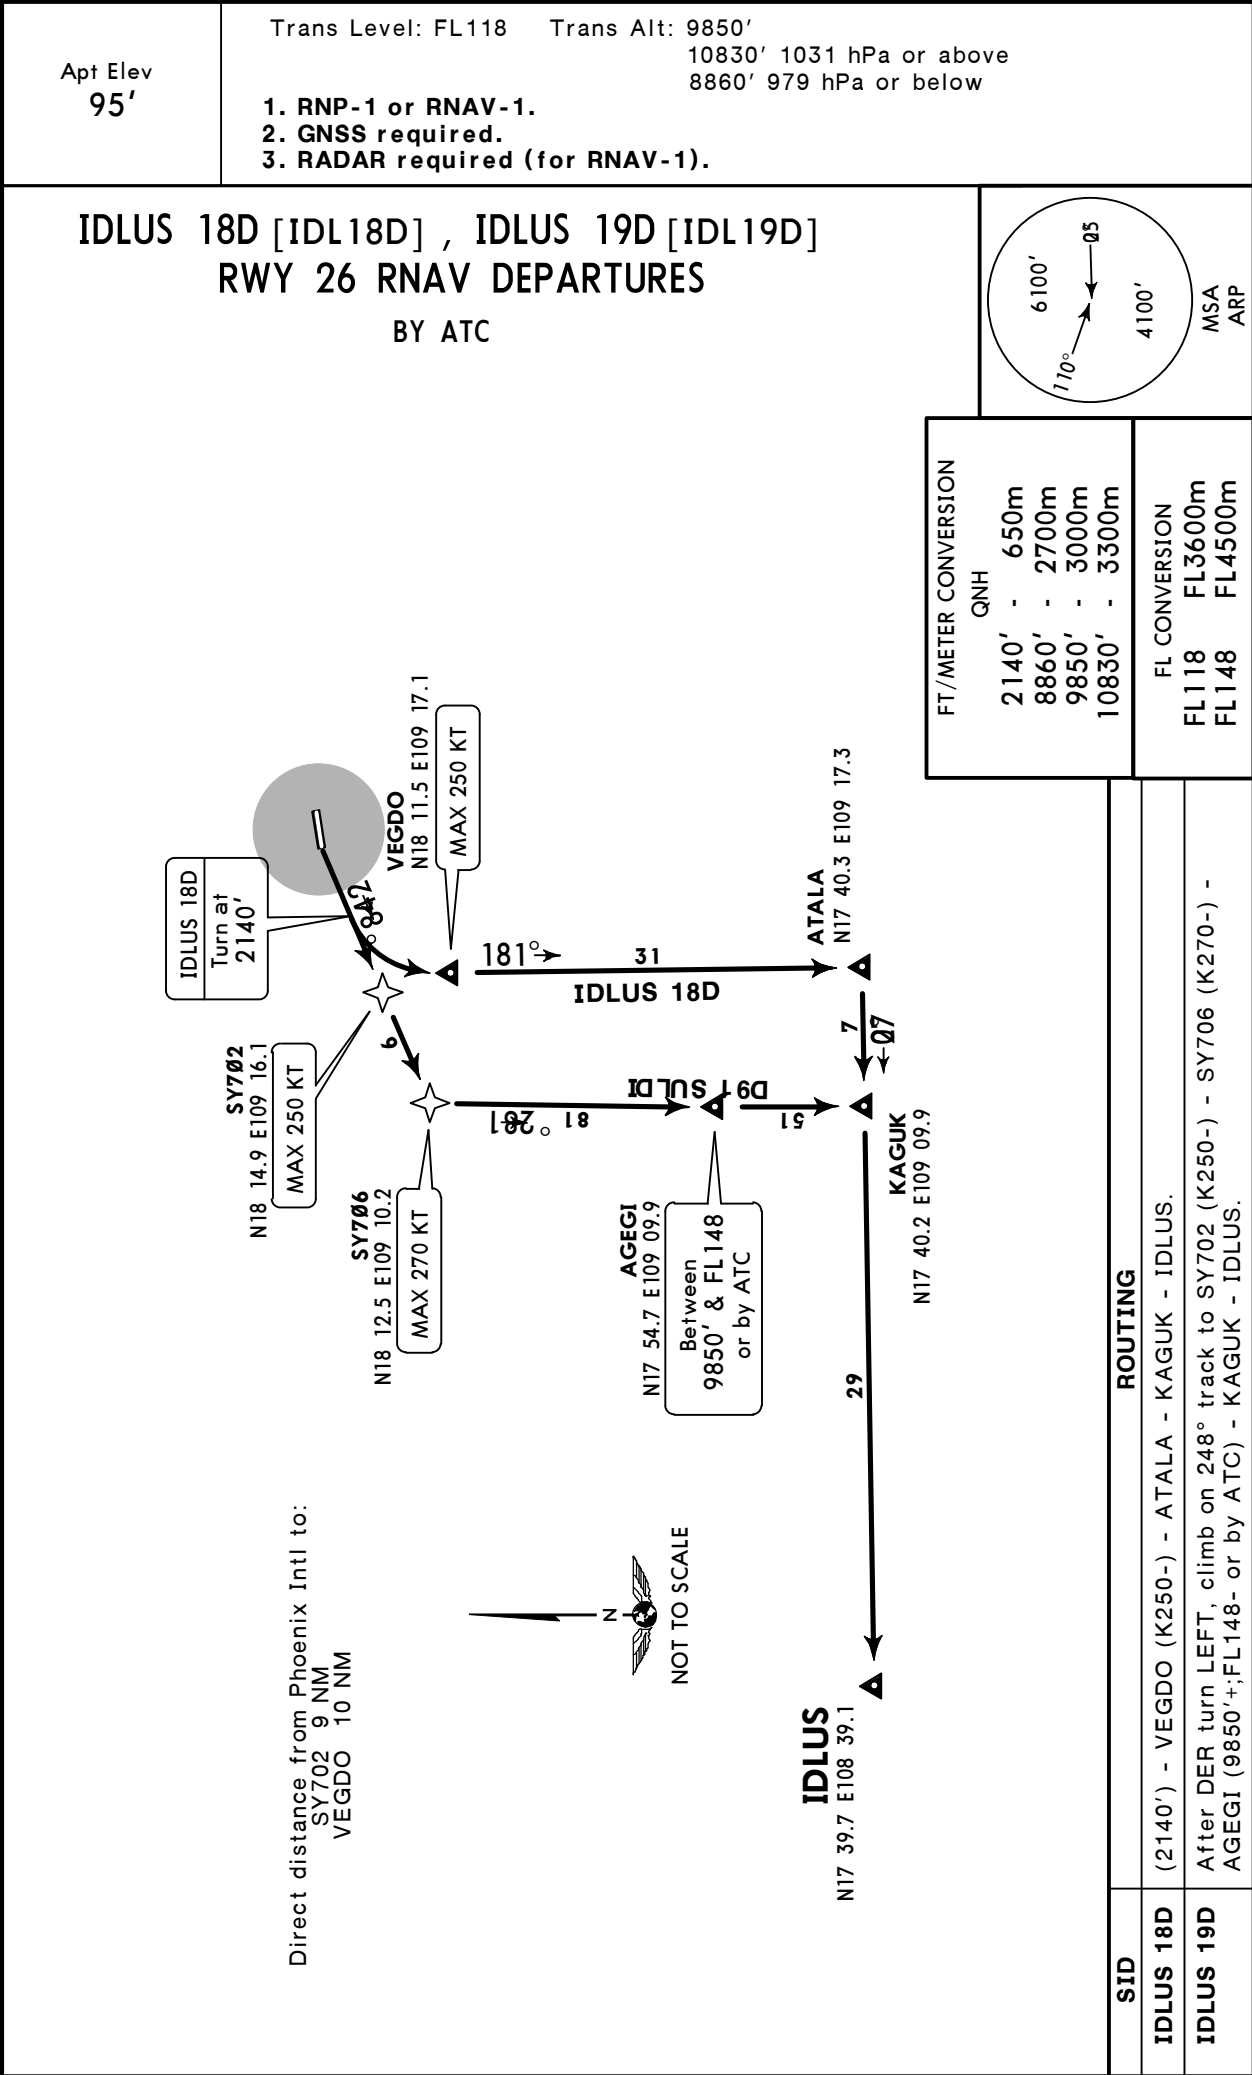 Apt Elev
95'
Trans Level: FL118 Trans Alt: 9850'
10830' 1031 hPa or above
8860' 979 hPa or below
1. RNP-1 or RNAV-1.
2. GNSS required.
3. RADAR required (for RNAV-1).
IDLUS 18D [IDL18D] , IDLUS 19D [IDL19D]
RWY 26 RNAV DEPARTURES
BY ATC
6100'
4100'
110°
MSA
ARP
FT/METER CONVERSION
QNH
2140' - 650m
8860' - 2700m
9850' - 3000m
10830' - 3300m
FL CONVERSION
FL118 FL3600m
FL148 FL4500m
IDLUS 18D
Turn at
2140'
248°
VEGDO
N18 11.5 E109 17.1
MAX 250 KT
SY702
N18 14.9 E109 16.1
MAX 250 KT
6
SY706
N18 12.5 E109 10.2
MAX 270 KT
181°
31
IDLUS 18D
ATALA
N17 40.3 E109 17.3
7
AGEGI
N17 54.7 E109 09.9
Between
9850' & FL148
or by ATC
KAGUK
N17 40.2 E109 09.9
29
IDLUS
N17 39.7 E108 39.1
Direct distance from Phoenix Intl to:
SY702 9 NM
VEGDO 10 NM
N
NOT TO SCALE
SID ROUTING
IDLUS 18D (2140') - VEGDO (K250-) - ATALA - KAGUK - IDLUS.
IDLUS 19D After DER turn LEFT, climb on 248° track to SY702 (K250-) - SY706 (K270-) -
AGEGI (9850'+;FL148- or by ATC) - KAGUK - IDLUS.